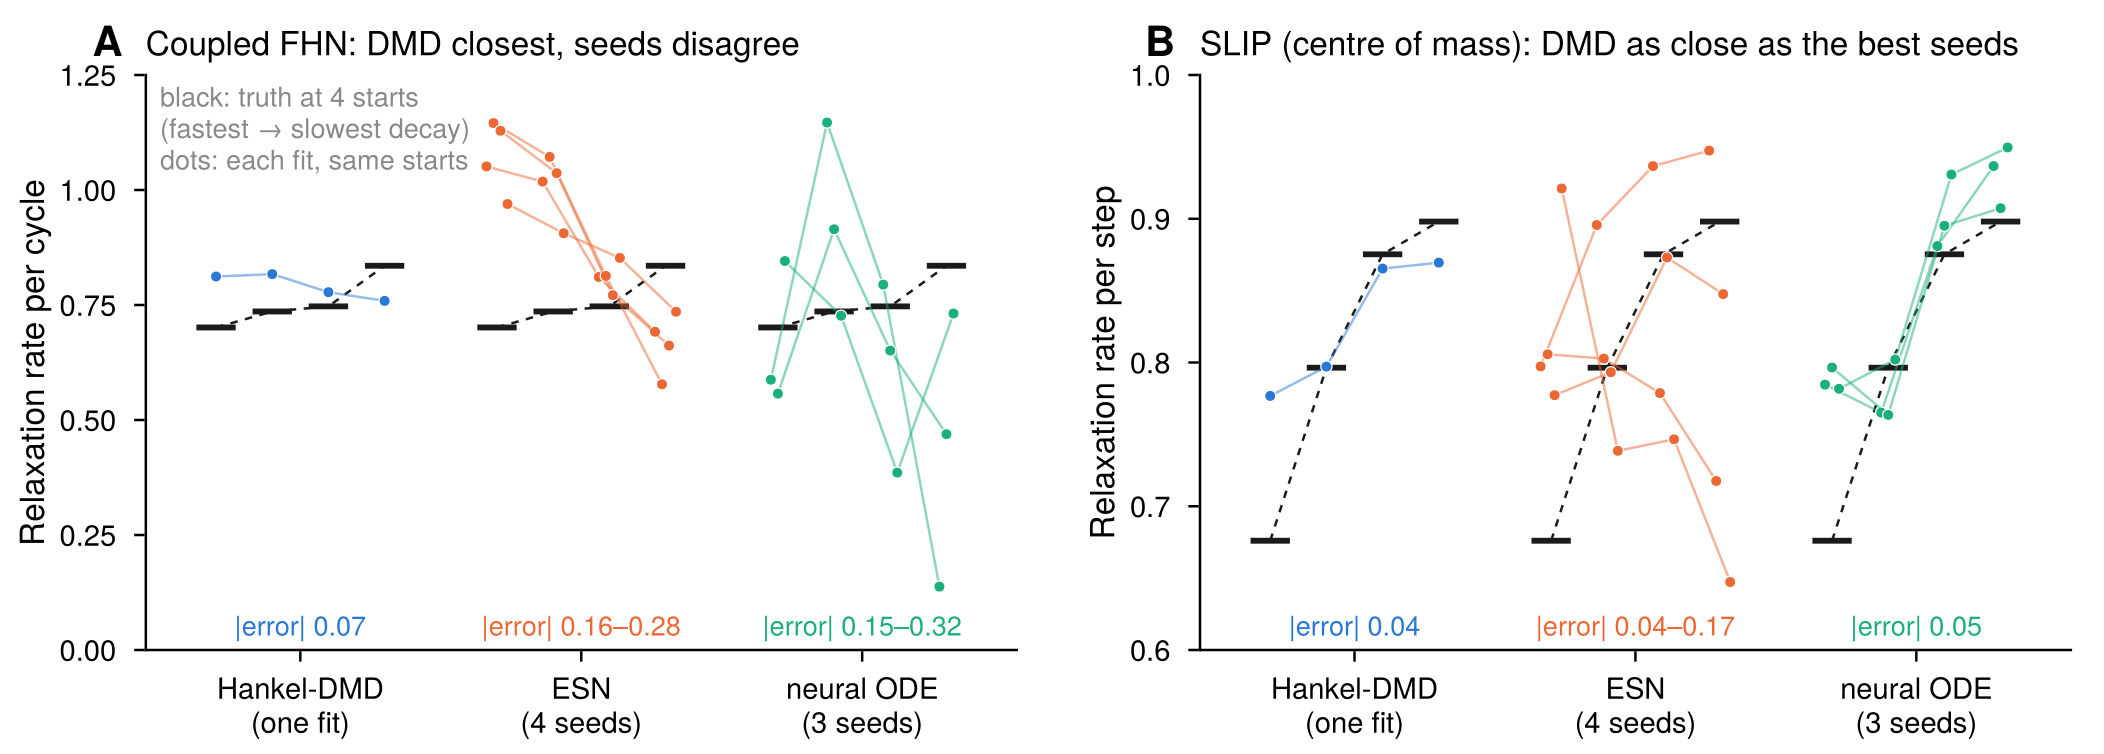 A Coupled FHN: DMD closest, seeds disagree
Relaxation rate per cycle
1.25
1.00
0.75
0.50
0.25
0.00
black: truth at 4 starts
(fastest → slowest decay)
dots: each fit, same starts
|error| 0.07
|error| 0.16–0.28
|error| 0.15–0.32
Hankel-DMD
(one fit)
ESN
(4 seeds)
neural ODE
(3 seeds)
B SLIP (centre of mass): DMD as close as the best seeds
Relaxation rate per step
1.0
0.9
0.8
0.7
0.6
|error| 0.04
|error| 0.04–0.17
|error| 0.05
Hankel-DMD
(one fit)
ESN
(4 seeds)
neural ODE
(3 seeds)